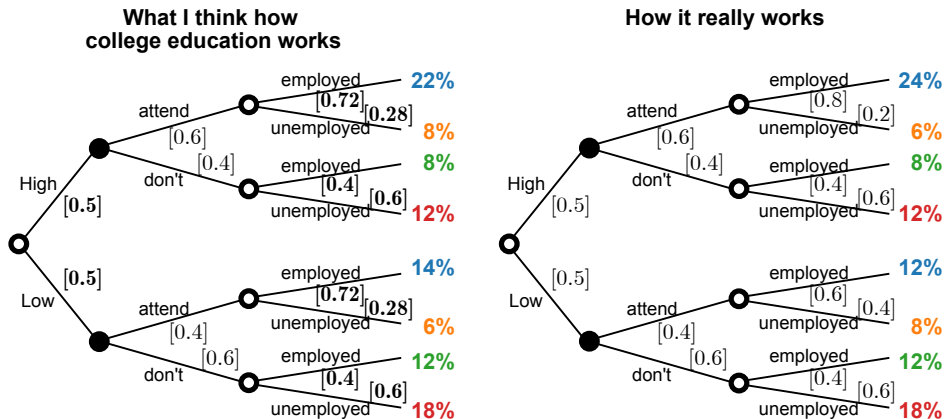 What I think how
college education works
employed
22%
[0.72]
attend
[0.28]
unemployed
8%
[0.6]
employed
8%
[0.4]
don't
[0.4]
[0.6]
unemployed
12%
High
[0.5]
[0.5]
Low
employed
14%
[0.72]
attend
[0.28]
unemployed
6%
[0.4]
employed
12%
[0.6]
don't
[0.4]
[0.6]
unemployed
18%
How it really works
employed
24%
[0.8]
attend
[0.2]
unemployed
6%
[0.6]
employed
8%
[0.4]
don't
[0.4]
[0.6]
unemployed
12%
High
[0.5]
[0.5]
Low
employed
12%
[0.6]
attend
[0.4]
unemployed
8%
[0.4]
employed
12%
[0.6]
don't
[0.4]
[0.6]
unemployed
18%